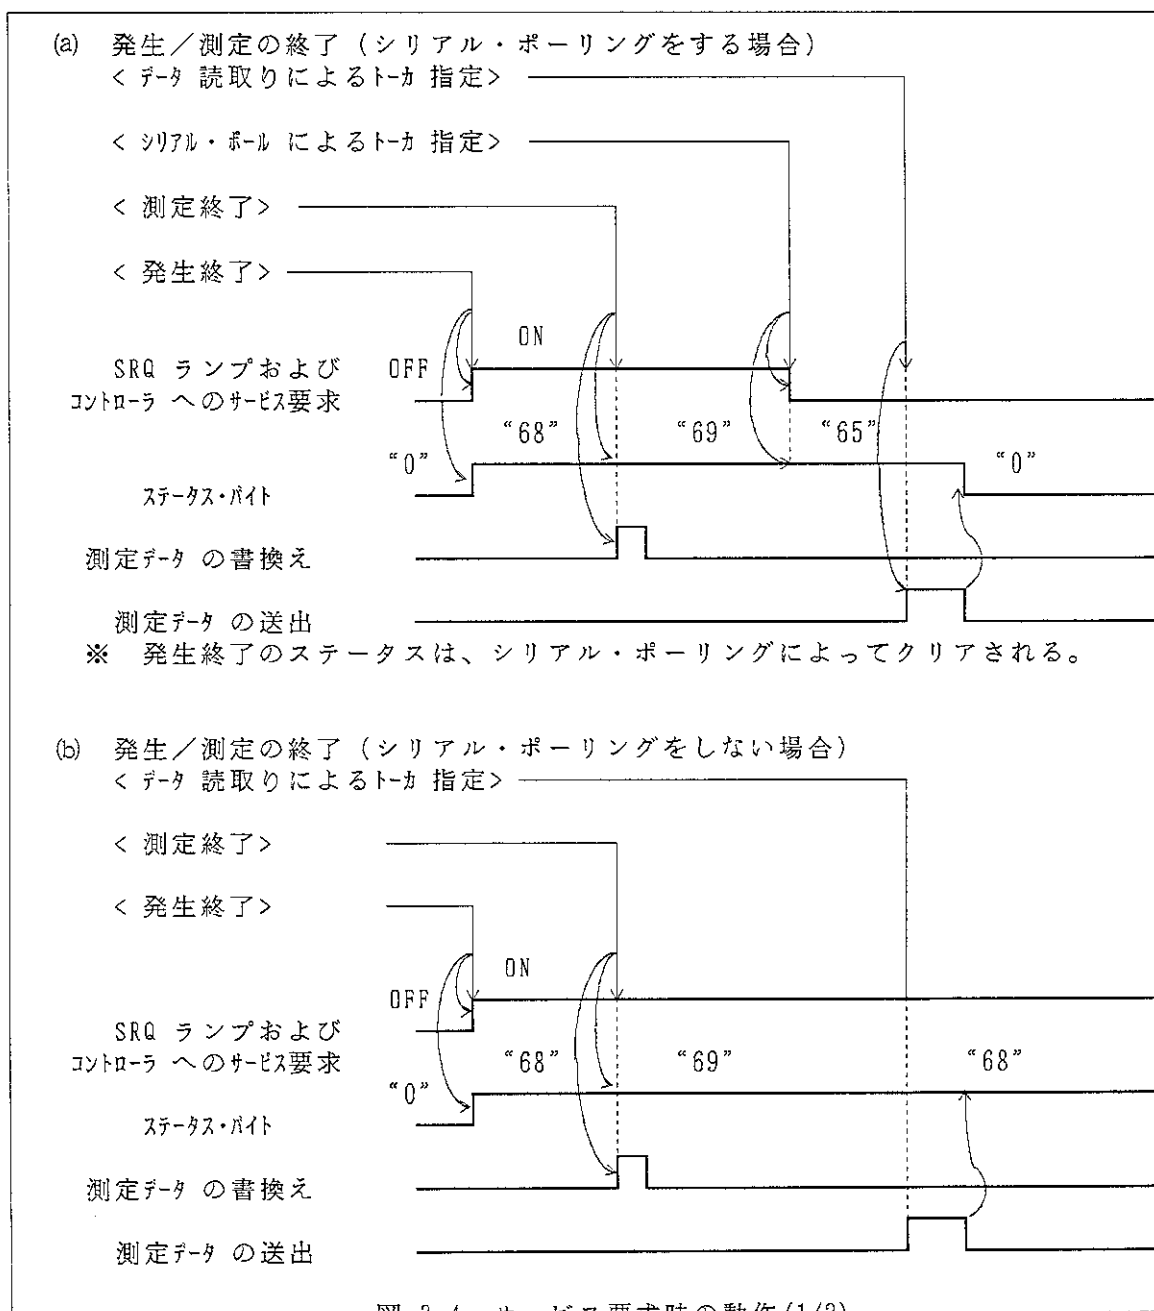 (a) 発生／測定の終了（シリアル・ポーリングをする場合）
< データ 読取りによるトーカ 指定>
< シリアル・ポール によるトーカ 指定>
< 測定終了>
< 発生終了>
ON
SRQ ランプおよび OFF
コントローラ へのサービス要求
“68” “69” “65”
“0” “0”
ステータス・バイト
測定データ の書換え
測定データ の送出
※ 発生終了のステータスは、シリアル・ポーリングによってクリアされる。
(b) 発生／測定の終了（シリアル・ポーリングをしない場合）
< データ 読取りによるトーカ 指定>
< 測定終了>
< 発生終了>
ON
OFF
SRQ ランプおよび
コントローラ へのサービス要求
“68” “69” “68”
“0”
ステータス・バイト
測定データ の書換え
測定データ の送出
サービス要求時の動作